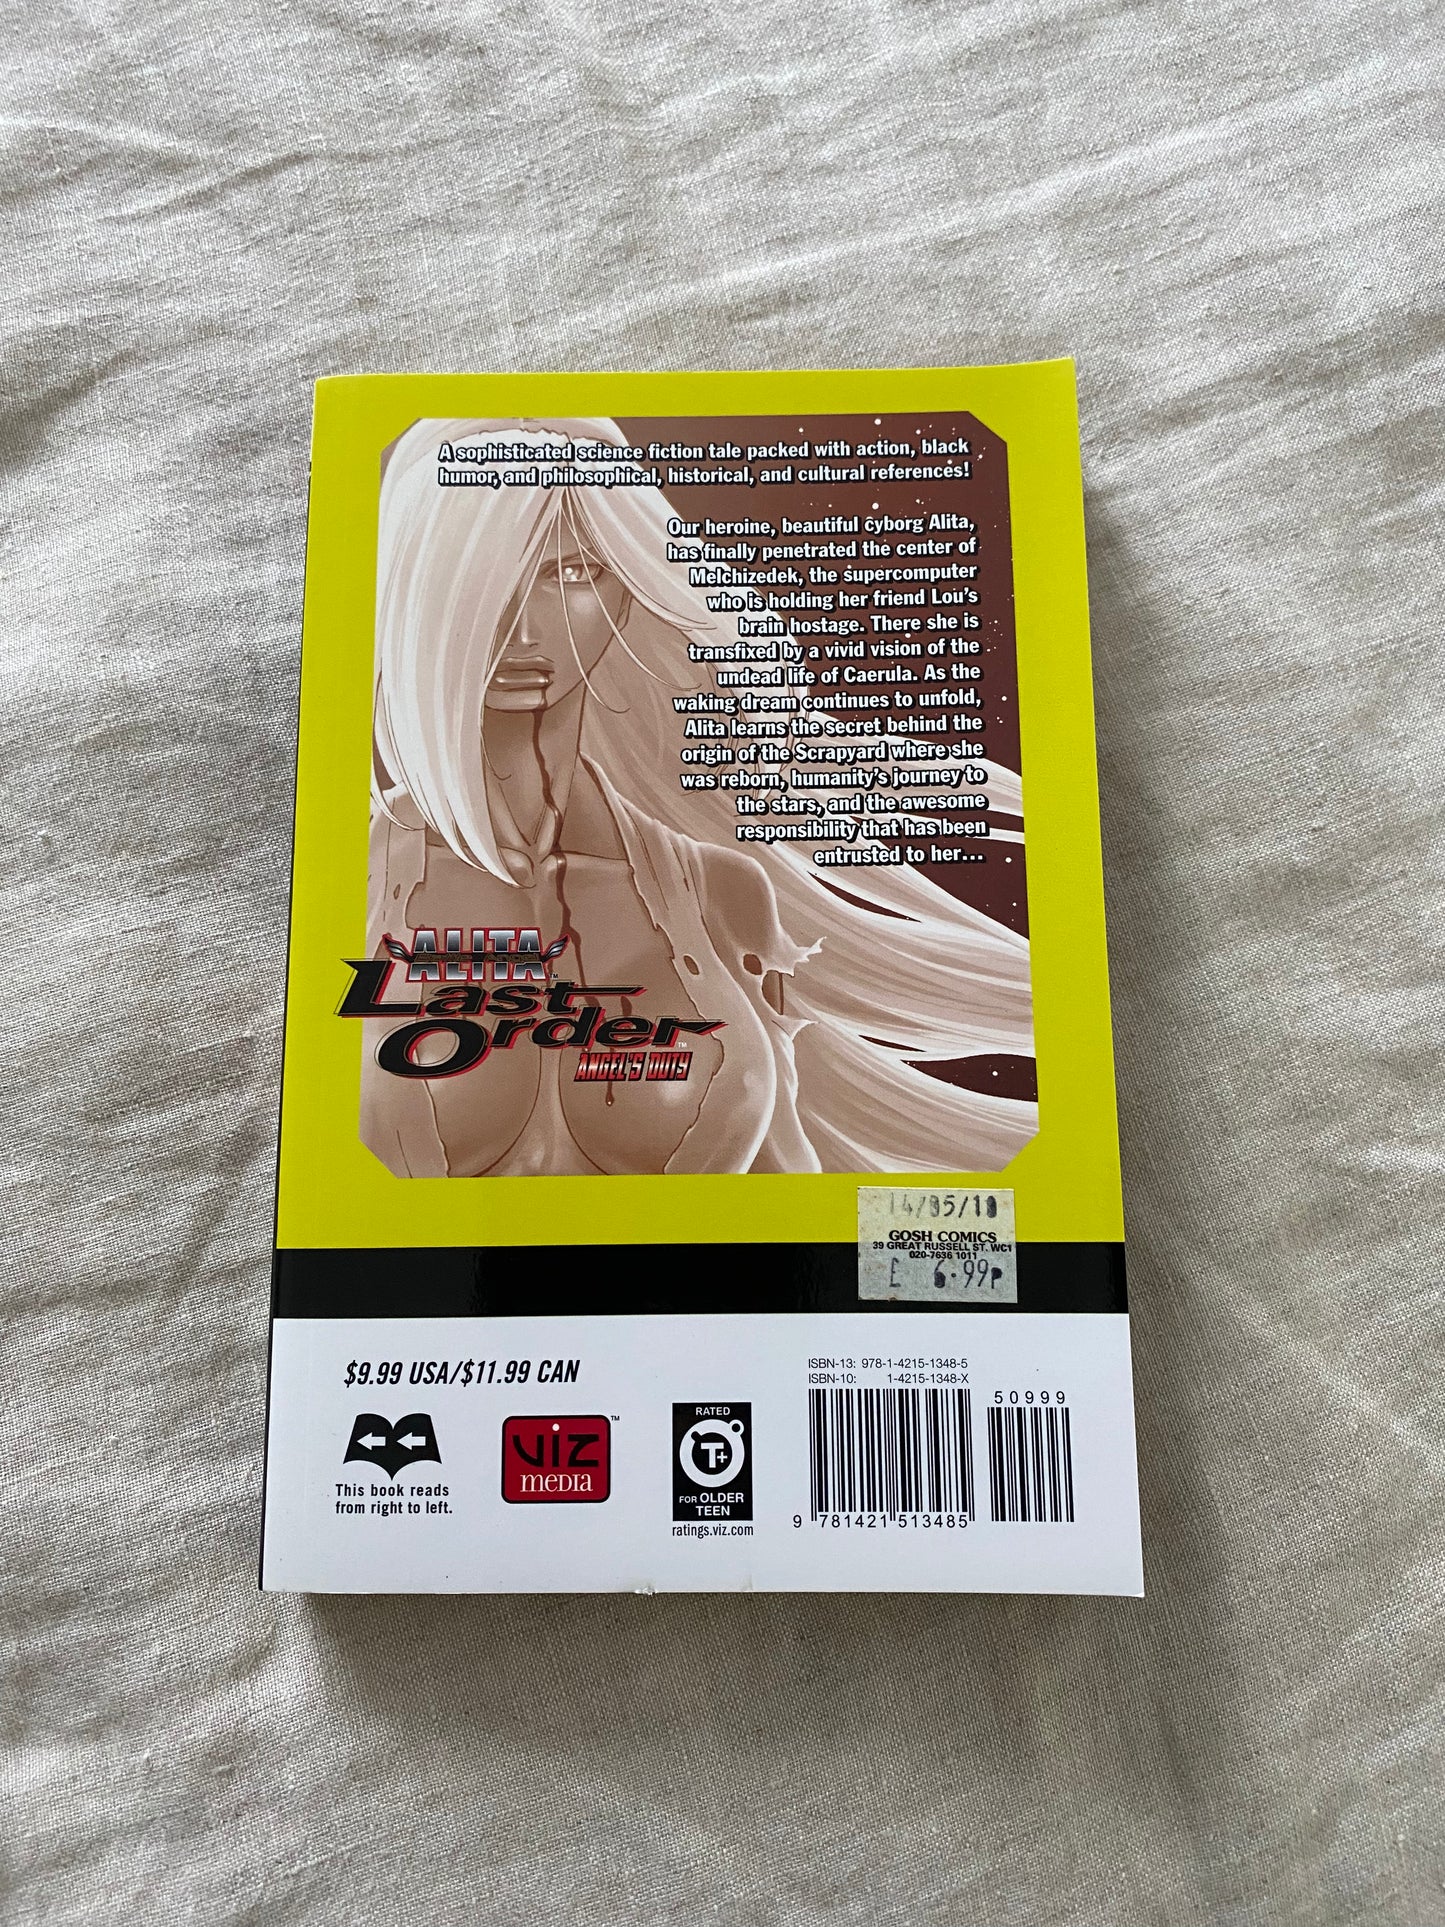 A sophisticated science fiction tale packed with action, black
humor, and philosophical, historical, and cultural references!
Our heroine, beautiful cyborg Alita,
has finally penetrated the center of
Melchizedek, the supercomputer
who is holding her friend Lou's
brain hostage. There she is
transfixed by a vivid vision of the
undead life of Caerula. As the
waking dream continues to unfold,
Alita learns the secret behind the
origin of the Scrapyard where she
was reborn, humanity's journey to
the stars, and the awesome
responsibility that has been
entrusted to her...
ALITA
Last
Order
ANGEL'S DUTY
14/05/10
GOSH COMICS
39 GREAT RUSSELL ST. WC1
020-7636 1011
£ 6.99P
$9.99 USA/$11.99 CAN
This book reads
from right to left.
VIZ
MEDIA
TM
RATED
T+
FOR OLDER
TEEN
ratings.viz.com
ISBN-13: 978-1-4215-1348-5
ISBN-10: 1-4215-1348-X
50999
9 781421 513485